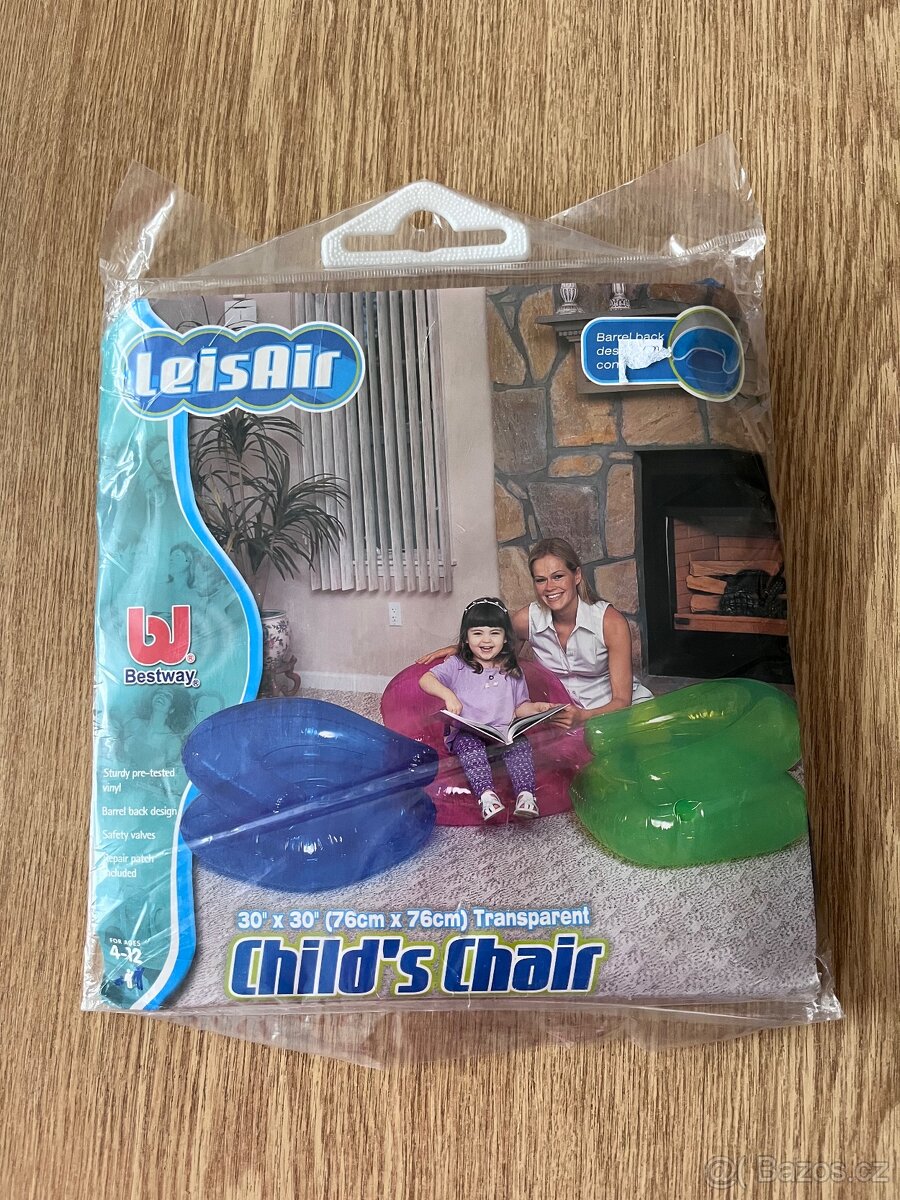 LeisAir
Barrel back
Bestway®
Sturdy pre-tested
vinyl
Barrel back design
Safety valves
Repair patch
included
FOR AGES
4-12
30" x 30" (76cm x 76cm) Transparent
Child's Chair
Bazos.cz